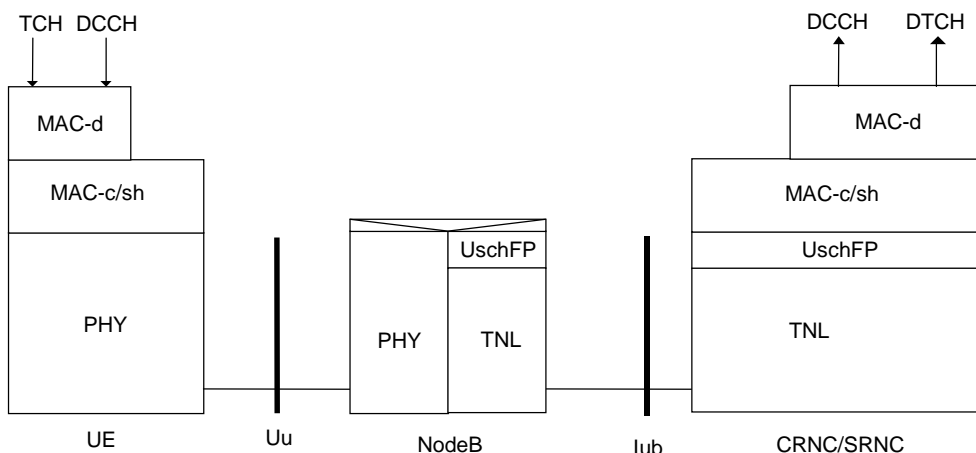 TCH DCCH
DCCH DTCH
MAC-d
MAC-d
MAC-c/sh
MAC-c/sh
UschFP
UschFP
PHY
PHY
TNL
TNL
UE
Uu
NodeB
Iub
CRNC/SRNC